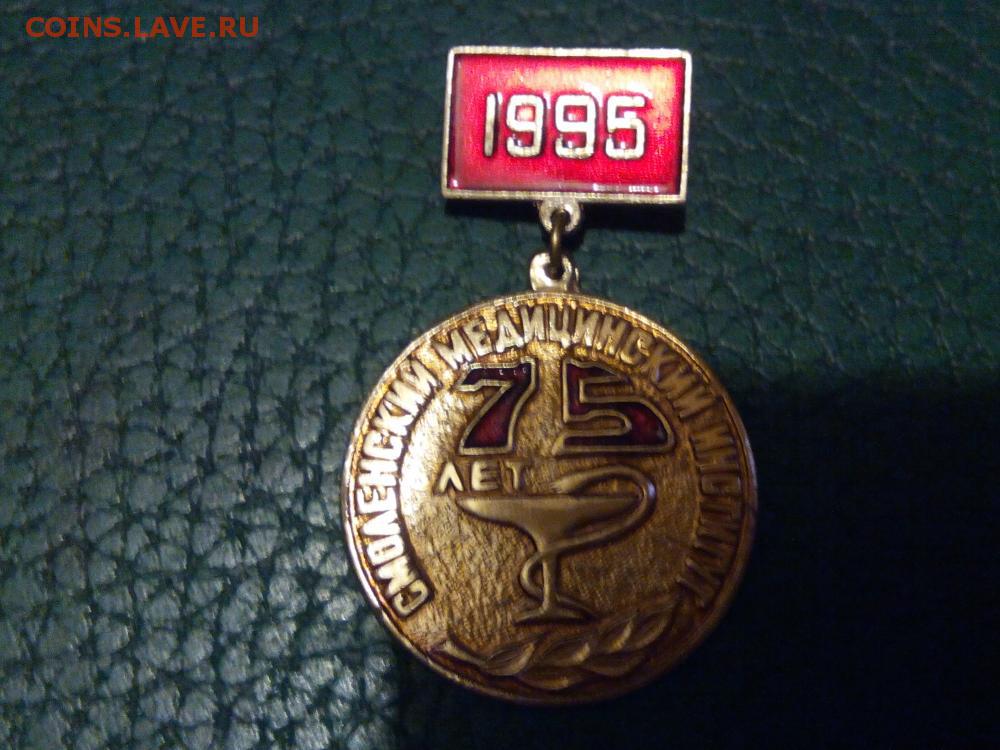 COINS.LAVE.RU
1995
СМОЛЕНСКИЙ МЕДИЦИНСКИЙ ИНСТИТУТ
75
ЛЕТ